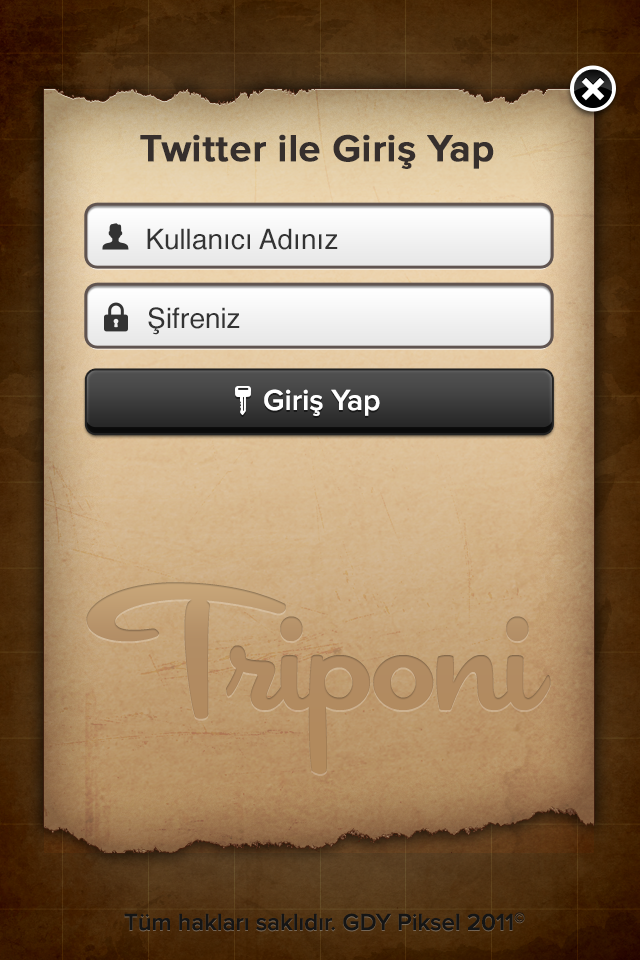 Twitter ile Giriş Yap
Kullanıcı Adınız
Şifreniz
Giriş Yap
Triponi
Tüm hakları saklıdır. GDY Piksel 2011©